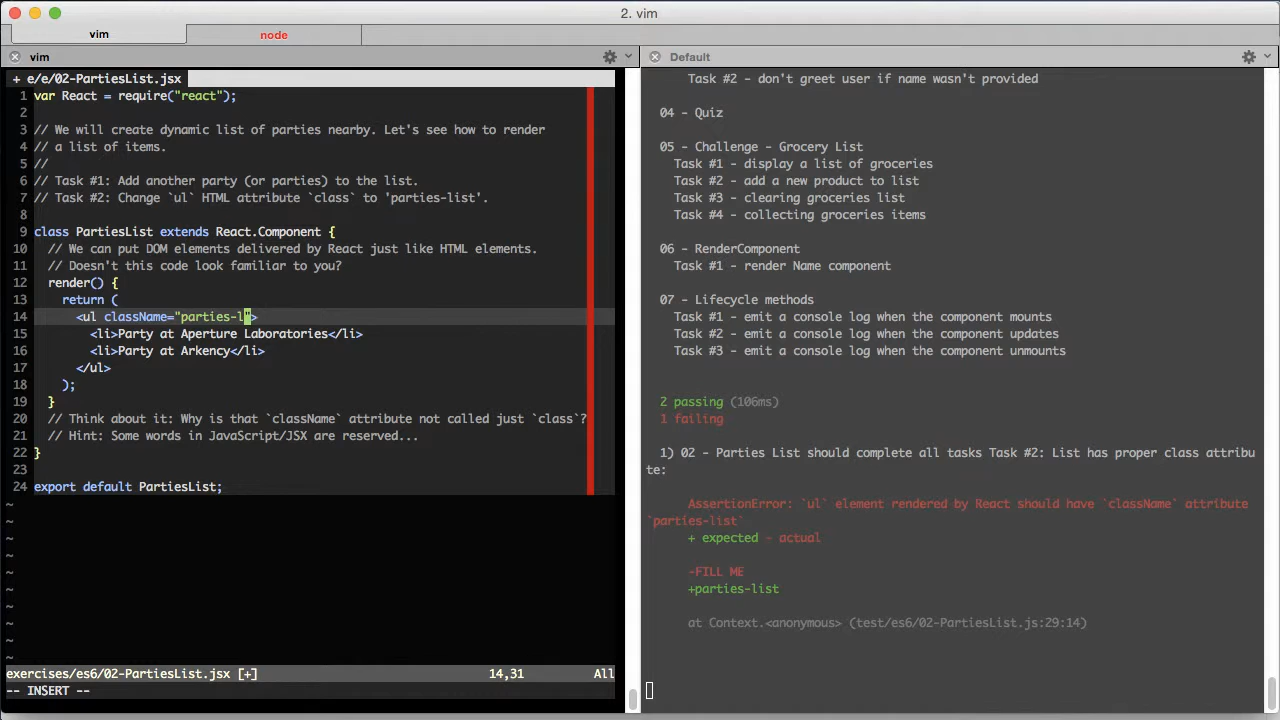 2. vim
vim
node
vim
Default
+ e/e/02-PartiesList.jsx
1 var React = require("react");
2
3 // We will create dynamic list of parties nearby. Let's see how to render
4 // a list of items.
5 //
6 // Task #1: Add another party (or parties) to the list.
7 // Task #2: Change `ul` HTML attribute `class` to 'parties-list'.
8
9 class PartiesList extends React.Component {
10 // We can put DOM elements delivered by React just like HTML elements.
11 // Doesn't this code look familiar to you?
12 render() {
13 return (
14 <ul className="parties-l">
15 <li>Party at Aperture Laboratories</li>
16 <li>Party at Arkency</li>
17 </ul>
18 );
19 }
20 // Think about it: Why is that `className` attribute not called just `class`?
21 // Hint: Some words in JavaScript/JSX are reserved...
22 }
23
24 export default PartiesList;
~
~
~
~
~
~
~
~
~
~
exercises/es6/02-PartiesList.jsx [+] 14,31 All
-- INSERT --
Task #2 - don't greet user if name wasn't provided
04 - Quiz
05 - Challenge - Grocery List
Task #1 - display a list of groceries
Task #2 - add a new product to list
Task #3 - clearing groceries list
Task #4 - collecting groceries items
06 - RenderComponent
Task #1 - render Name component
07 - Lifecycle methods
Task #1 - emit a console log when the component mounts
Task #2 - emit a console log when the component updates
Task #3 - emit a console log when the component unmounts
2 passing (106ms)
1 failing
1) 02 - Parties List should complete all tasks Task #2: List has proper class attribu
te:
AssertionError: `ul` element rendered by React should have `className` attribute
`parties-list`
+ expected - actual
-FILL ME
+parties-list
at Context.<anonymous> (test/es6/02-PartiesList.js:29:14)